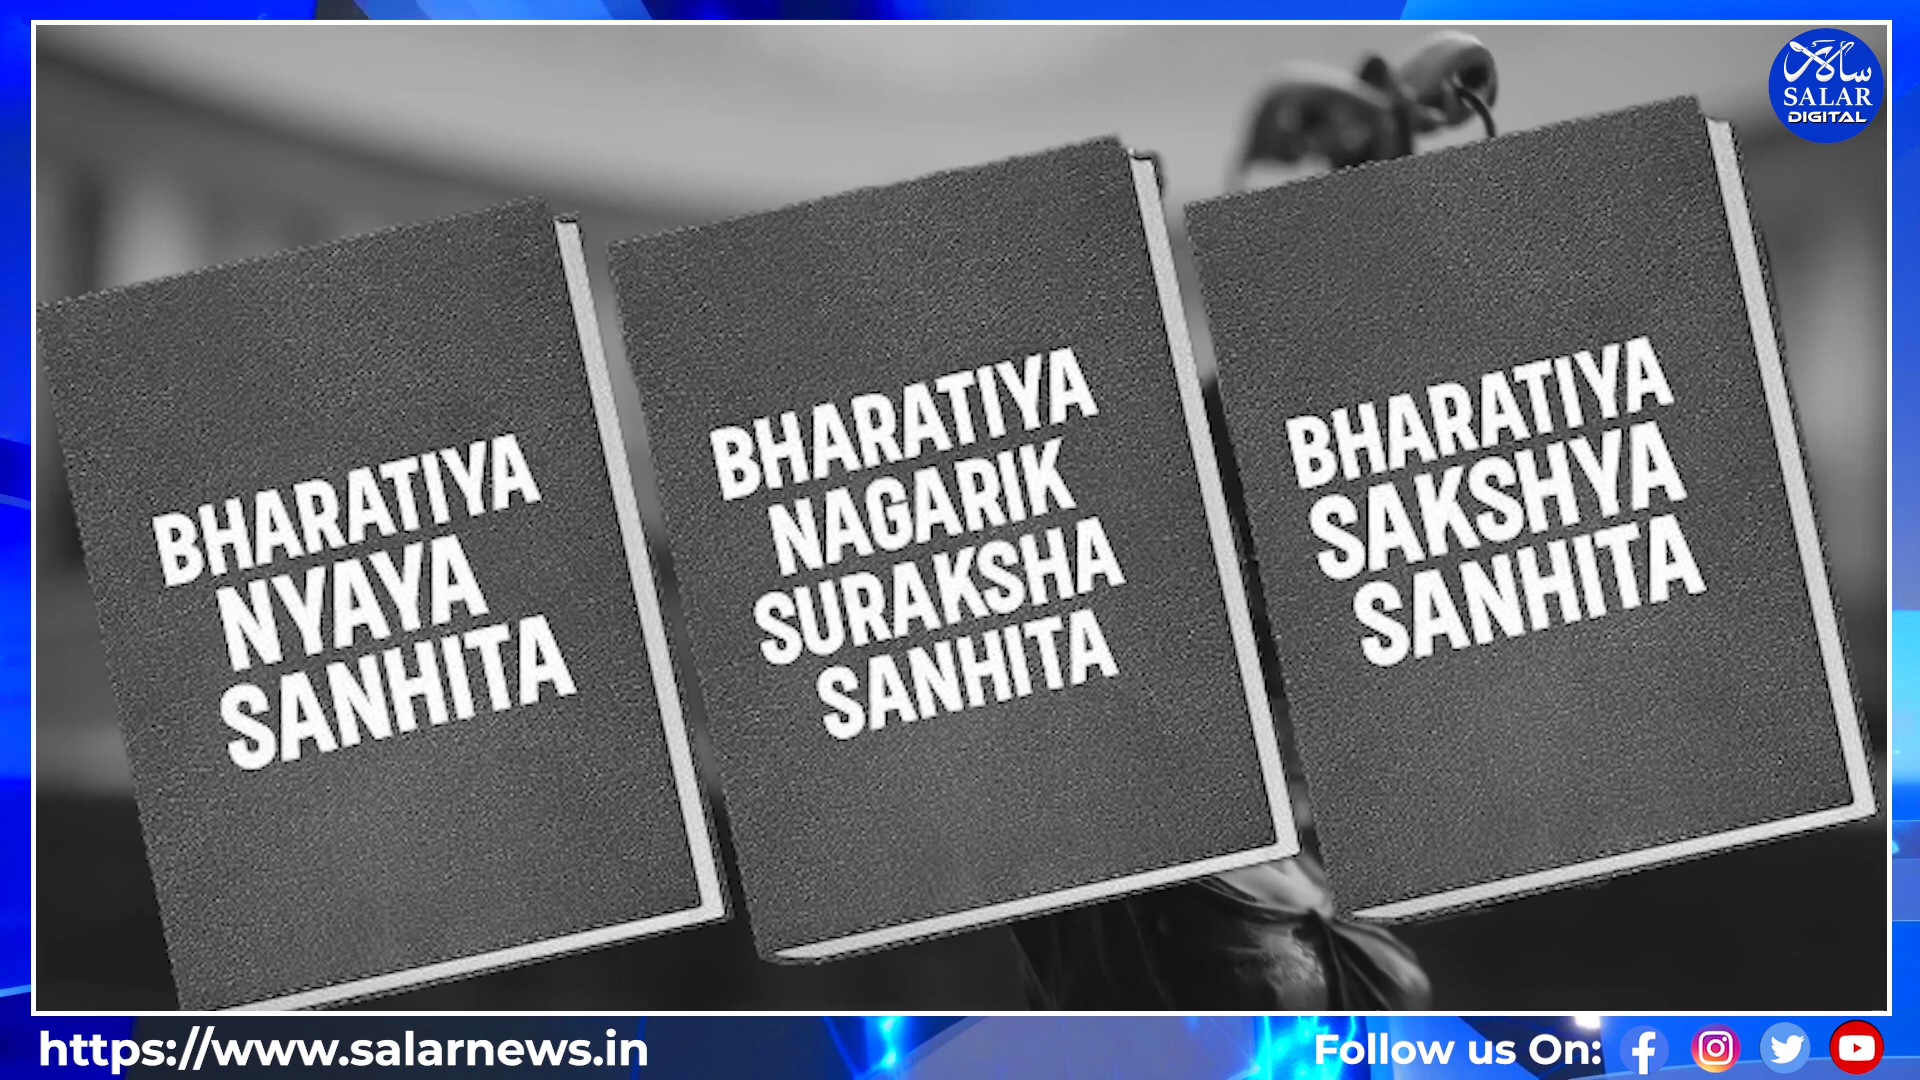 سالار
SALAR
DIGITAL
BHARATIYA
NYAYA
SANHITA
BHARATIYA
NAGARIK
SURAKSHA
SANHITA
BHARATIYA
SAKSHYA
SANHITA
https://www.salarnews.in
Follow us On: